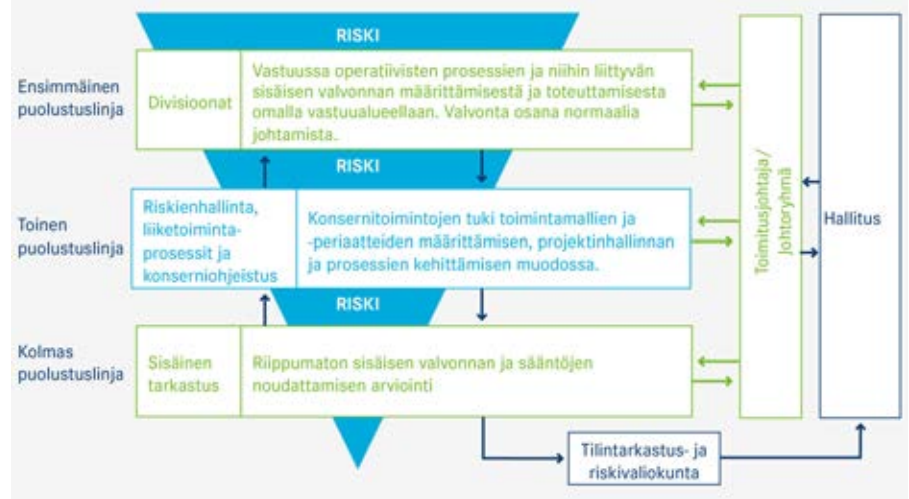 RISKI
Ensimmäinen
puolustuslinja
Divisioonat
Vastuussa operatiivisten prosessien ja niihin liittyvän
sisäisen valvonnan määrittämisestä ja toteuttamisesta
omalla vastuualueellaan. Valvonta osana normaalia
johtamista.
RISKI
Toinen
puolustuslinja
Riskienhallinta,
liiketoiminta-
prosessit ja
konserniohjeistus
Konsernitoimintojen tuki toimintamallien ja
-periaatteiden määrittämisen, projektinhallinnan
ja prosessien kehittämisen muodossa.
RISKI
Kolmas
puolustuslinja
Sisäinen
tarkastus
Riippumaton sisäisen valvonnan ja sääntöjen
noudattamisen arviointi
Toimitusjohtaja/
Johtoryhmä
Hallitus
Tilintarkastus- ja
riskivaliokunta